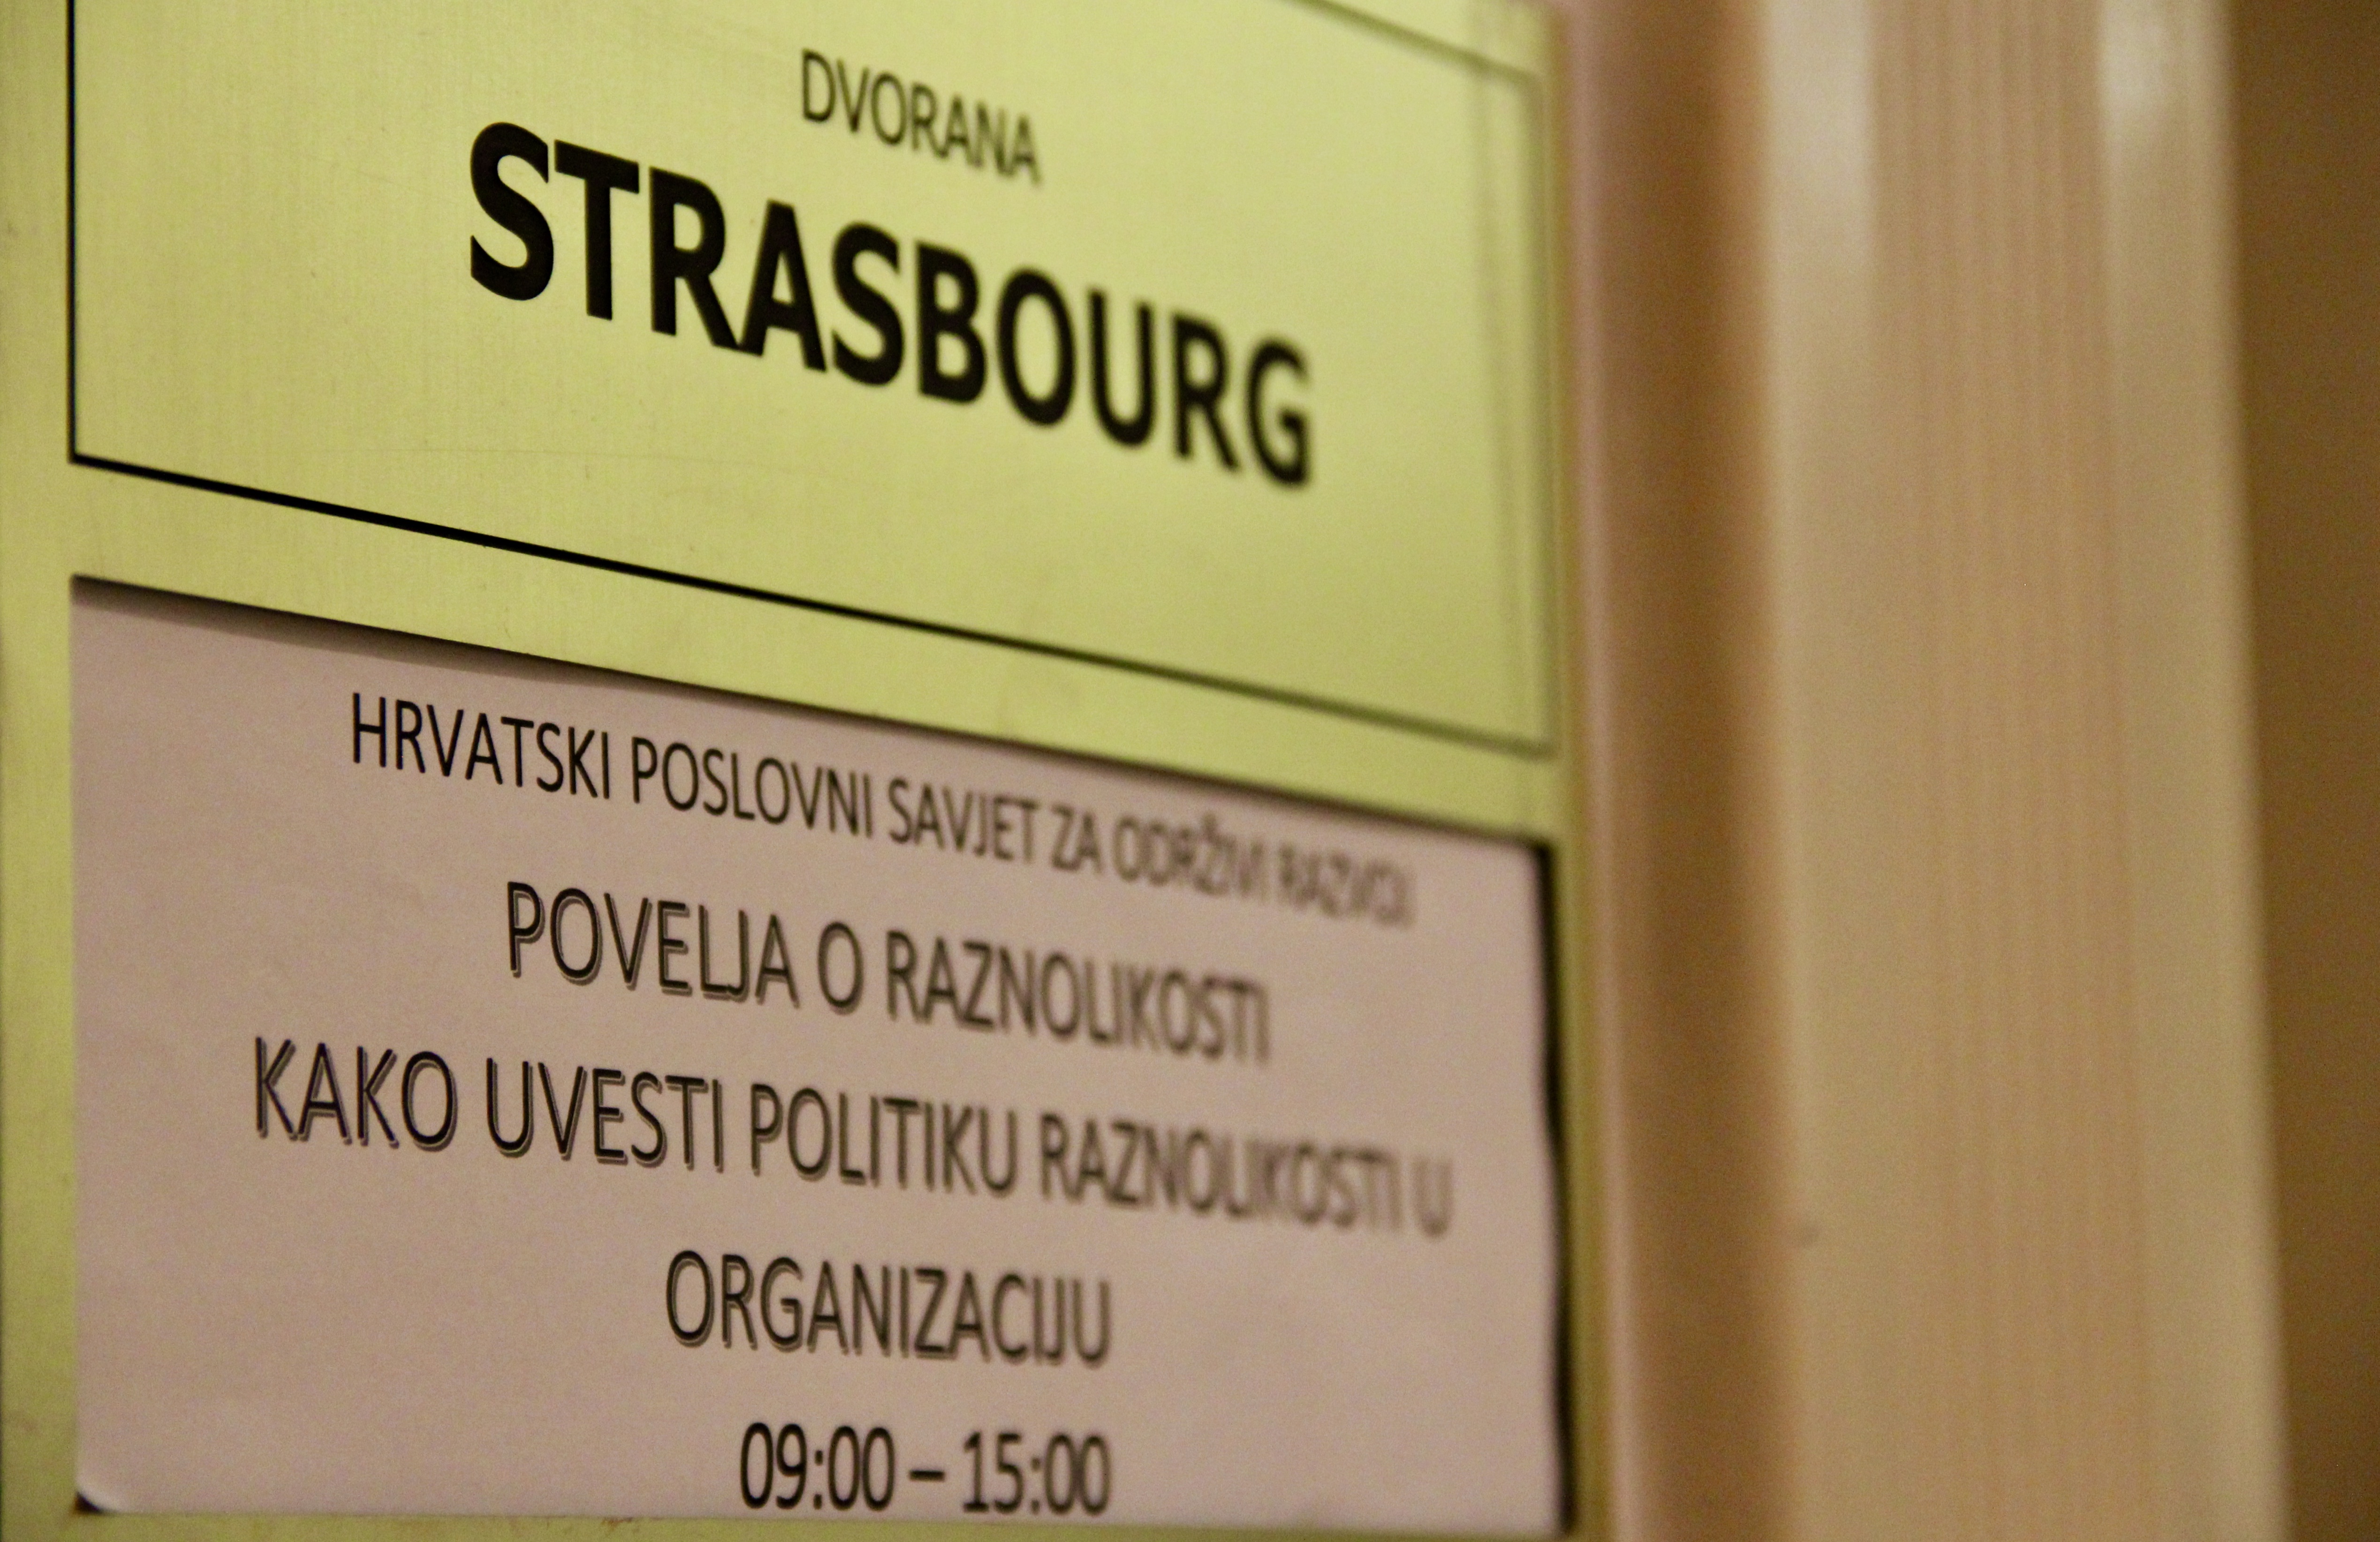 DVORANA
STRASBOURG
HRVATSKI POSLOVNI SAVJET ZA ODRŽIVI RAZVOJ
POVELJA O RAZNOLIKOSTI
KAKO UVESTI POLITIKU RAZNOLIKOSTI U
ORGANIZACIJU
09:00 – 15:00